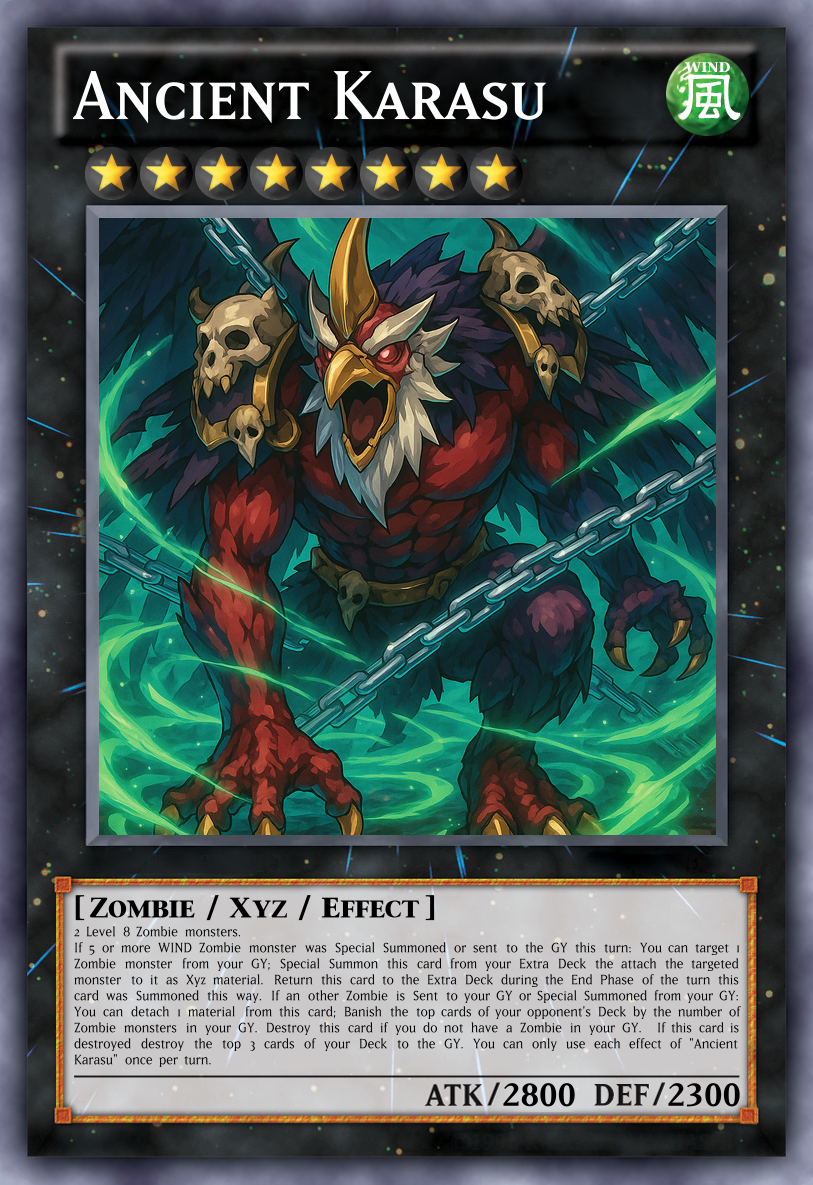 Ancient Karasu
WIND
風
[ Zombie / Xyz / Effect ]
2 Level 8 Zombie monsters.
If 5 or more WIND Zombie monster was Special Summoned or sent to the GY this turn: You can target 1
Zombie monster from your GY; Special Summon this card from your Extra Deck the attach the targeted
monster to it as Xyz material. Return this card to the Extra Deck during the End Phase of the turn this
card was Summoned this way. If an other Zombie is Sent to your GY or Special Summoned from your GY:
You can detach 1 material from this card; Banish the top cards of your opponent's Deck by the number of
Zombie monsters in your GY. Destroy this card if you do not have a Zombie in your GY. If this card is
destroyed destroy the top 3 cards of your Deck to the GY. You can only use each effect of "Ancient
Karasu" once per turn.
ATK/2800 DEF/2300